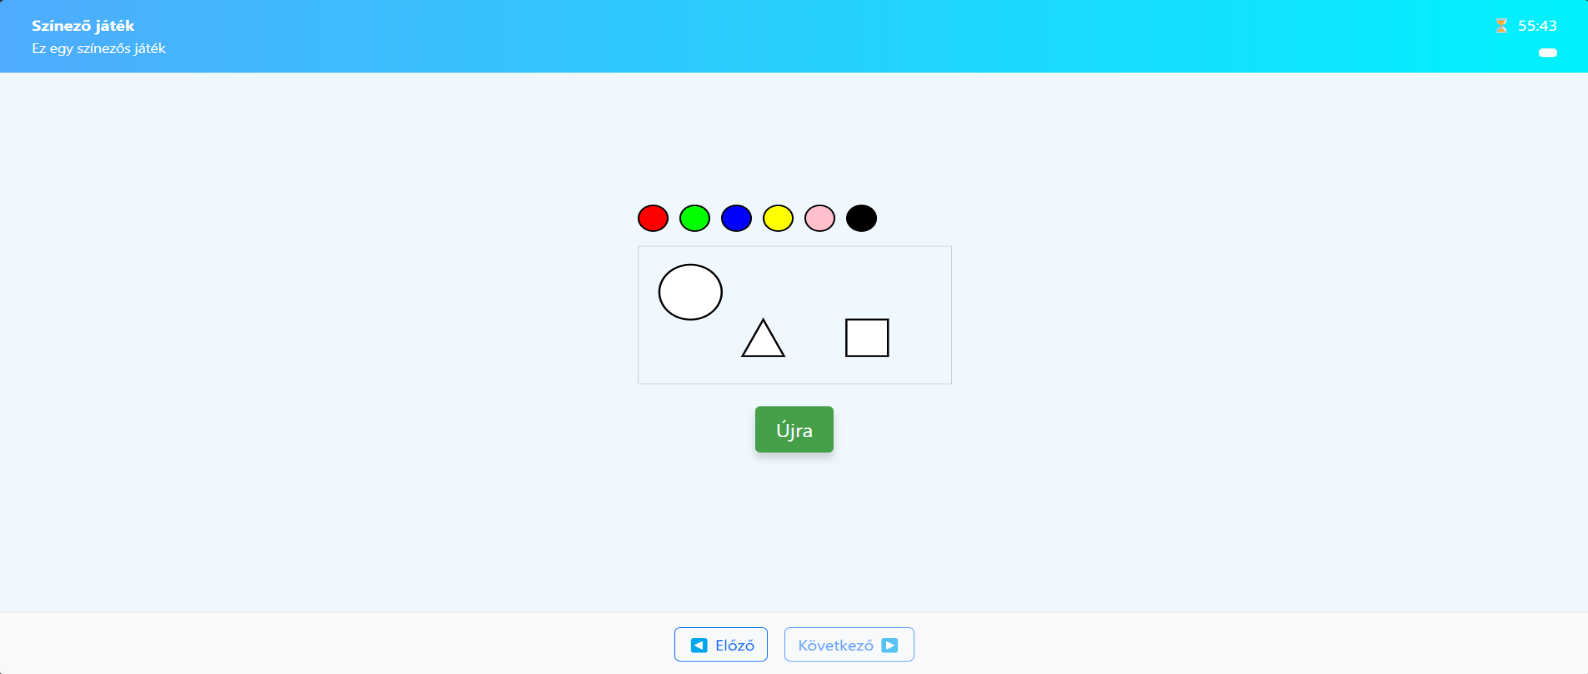 Színező játék
Ez egy színezős játék
⏳ 55:43
Újra
◀ Előző
Következő ▶